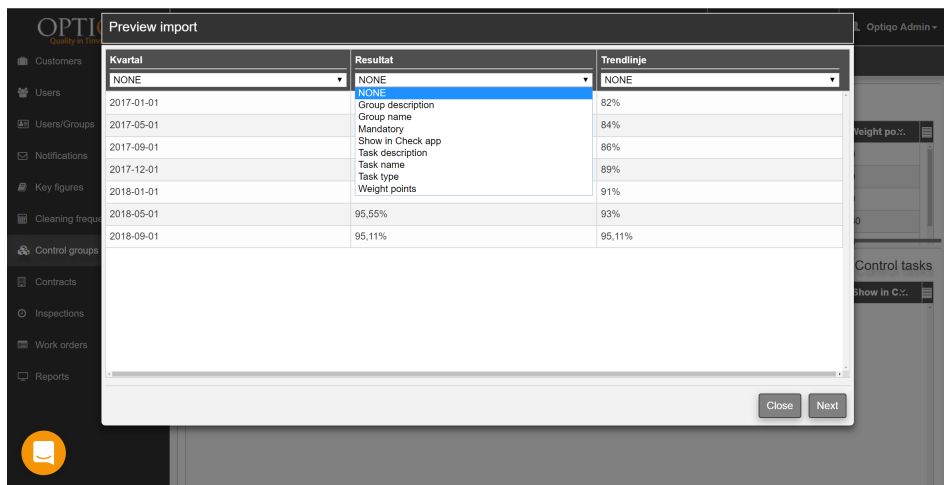 OPTIQ
Quality in Time
Preview import
Optiqo Admin
Customers
Users
Users/Groups
Notifications
Key figures
Cleaning freque
Control groups
Contracts
Inspections
Work orders
Reports
Kvartal Resultat Trendlinje
NONE NONE NONE
NONE
Group description
Group name
Mandatory
Show in Check app
Task description
Task name
Task type
Weight points
2017-01-01 82%
2017-05-01 84%
2017-09-01 86%
2017-12-01 89%
2018-01-01 91%
2018-05-01 95,55% 93%
2018-09-01 95,11% 95,11%
Weight po...
Control tasks
Show in C...
Close Next